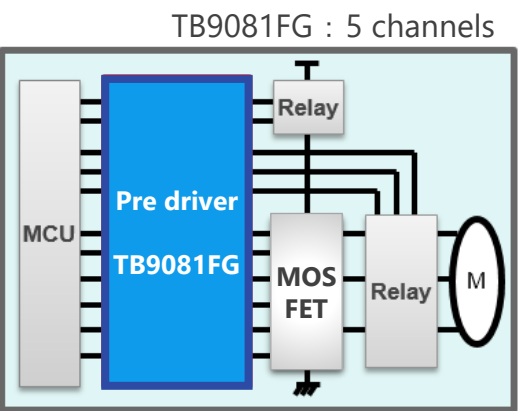 TB9081FG : 5 channels
Relay
Pre driver
MCU
TB9081FG
MOS
FET
Relay
M